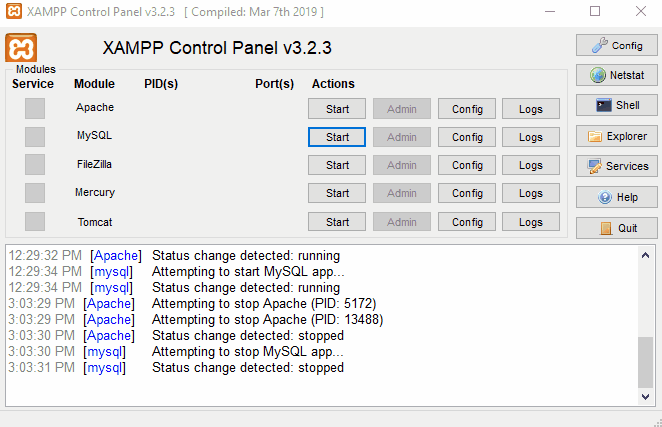 XAMPP Control Panel v3.2.3 [ Compiled: Mar 7th 2019 ]
XAMPP Control Panel v3.2.3
Config
Modules
Service Module PID(s) Port(s) Actions
Netstat
Apache Start Admin Config Logs
Shell
MySQL Start Admin Config Logs
Explorer
FileZilla Start Admin Config Logs
Services
Mercury Start Admin Config Logs
Help
Tomcat Start Admin Config Logs
Quit
12:29:32 PM [Apache] Status change detected: running
12:29:34 PM [mysql] Attempting to start MySQL app...
12:29:34 PM [mysql] Status change detected: running
3:03:29 PM [Apache] Attempting to stop Apache (PID: 5172)
3:03:29 PM [Apache] Attempting to stop Apache (PID: 13488)
3:03:30 PM [Apache] Status change detected: stopped
3:03:30 PM [mysql] Attempting to stop MySQL app...
3:03:31 PM [mysql] Status change detected: stopped